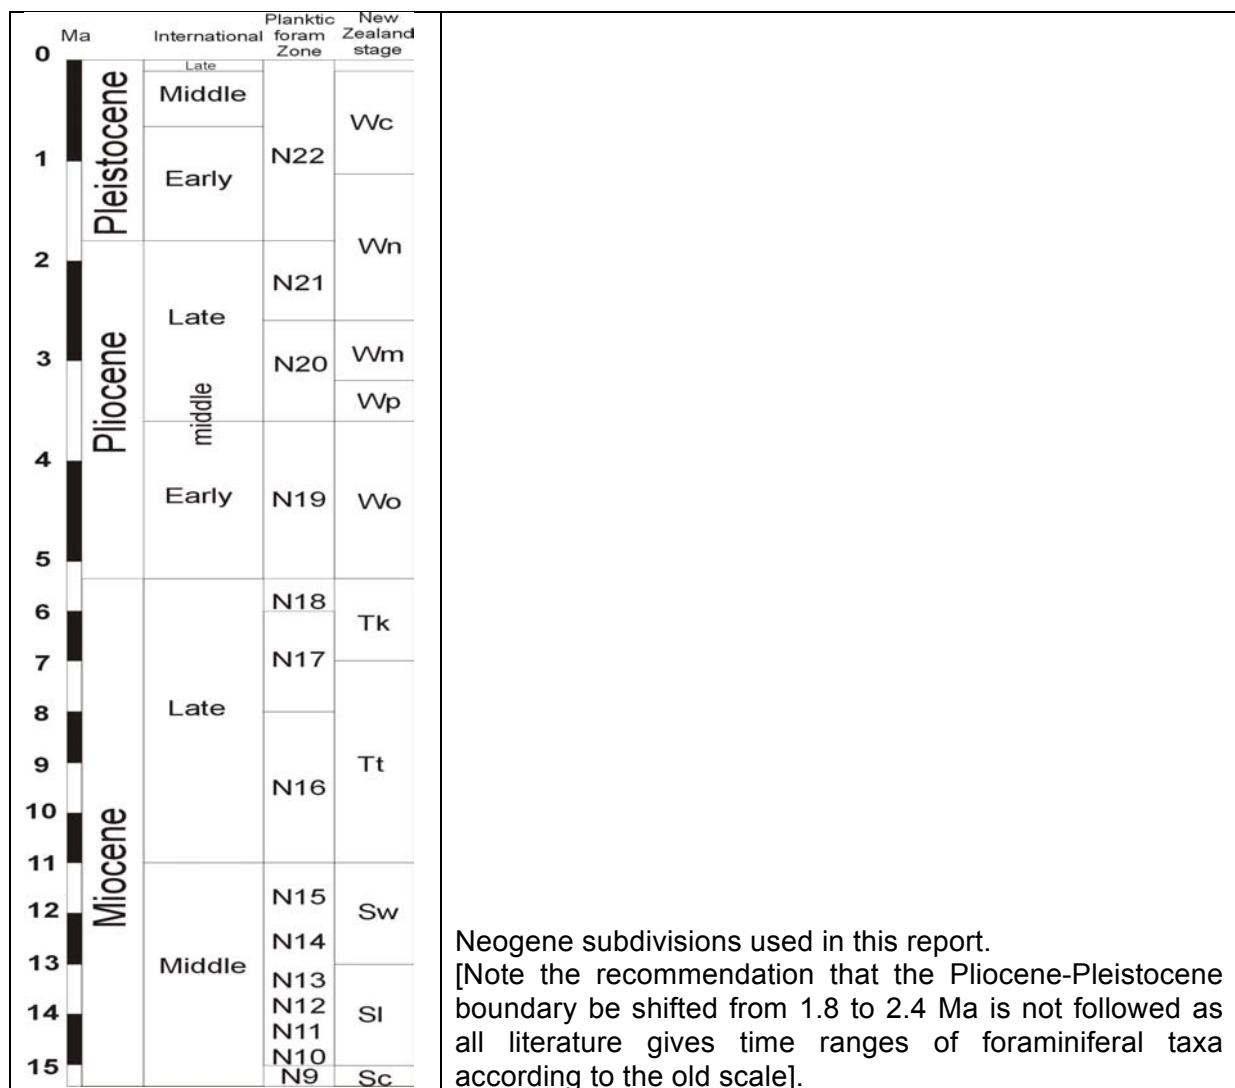 Ma
International
Planktic
foram
Zone
New
Zealand
stage
0
Late
Middle
Wc
Pleistocene
1
N22
Early
Wn
2
N21
Late
Pliocene
3
N20
Wm
middle
Wp
4
Early
N19
Wo
5
N18
6
Tk
N17
7
Late
8
Tt
9
N16
10
Miocene
11
N15
12
Sw
N14
13
Middle
N13
N12
14
Sl
N11
N10
15
N9
Sc
Neogene subdivisions used in this report.
[Note the recommendation that the Pliocene-Pleistocene
boundary be shifted from 1.8 to 2.4 Ma is not followed as
all literature gives time ranges of foraminiferal taxa
according to the old scale].